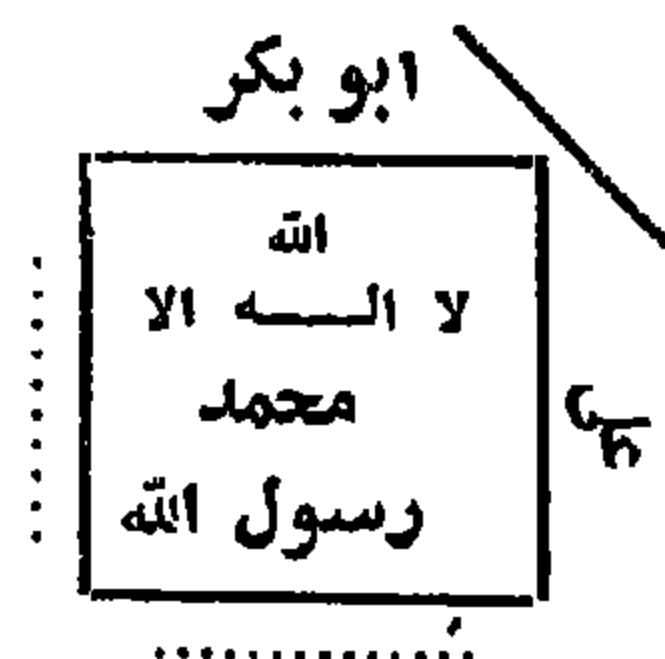 ابو بكر
الله
لا الـــه الا
محمد
رسول الله